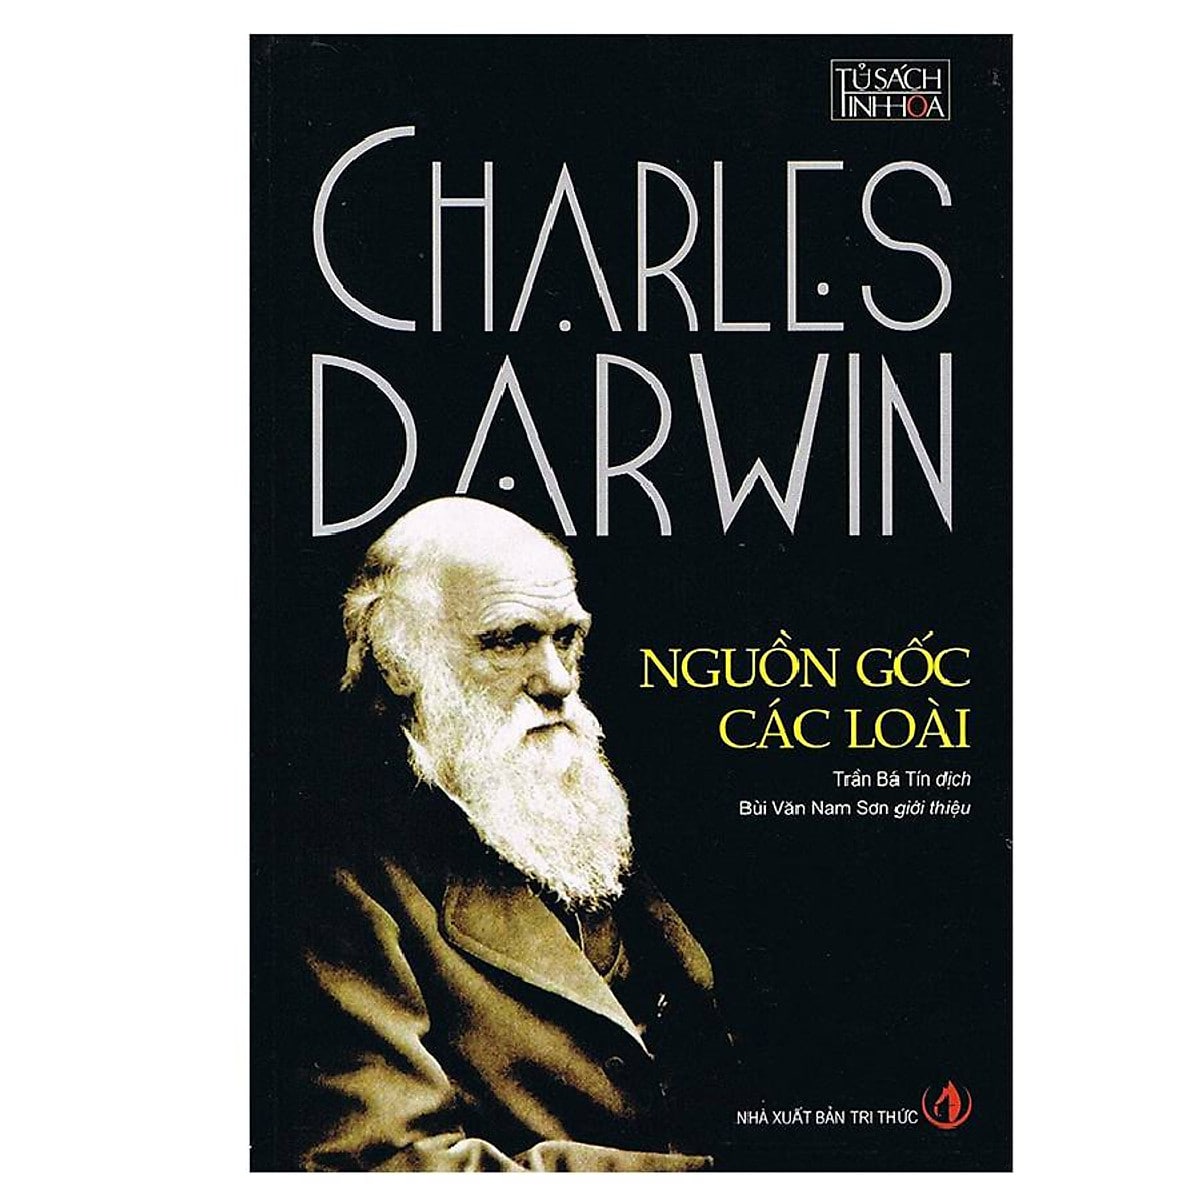 TỦ SÁCH
TINH HOA
CHARLES
DARWIN
NGUỒN GỐC
CÁC LOÀI
Trần Bá Tín dịch
Bùi Văn Nam Sơn giới thiệu
NHÀ XUẤT BẢN TRI THỨC